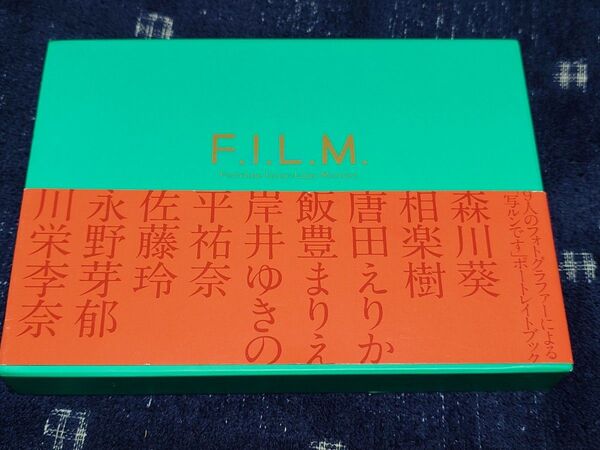 F.I.L.M.
9人のフォトグラファーによる
「写ルンです」ポートレイトブック
森川葵
相楽樹
唐田えりか
飯豊まりえ
岸井ゆきの
平祐奈
佐藤玲
永野芽郁
川栄李奈